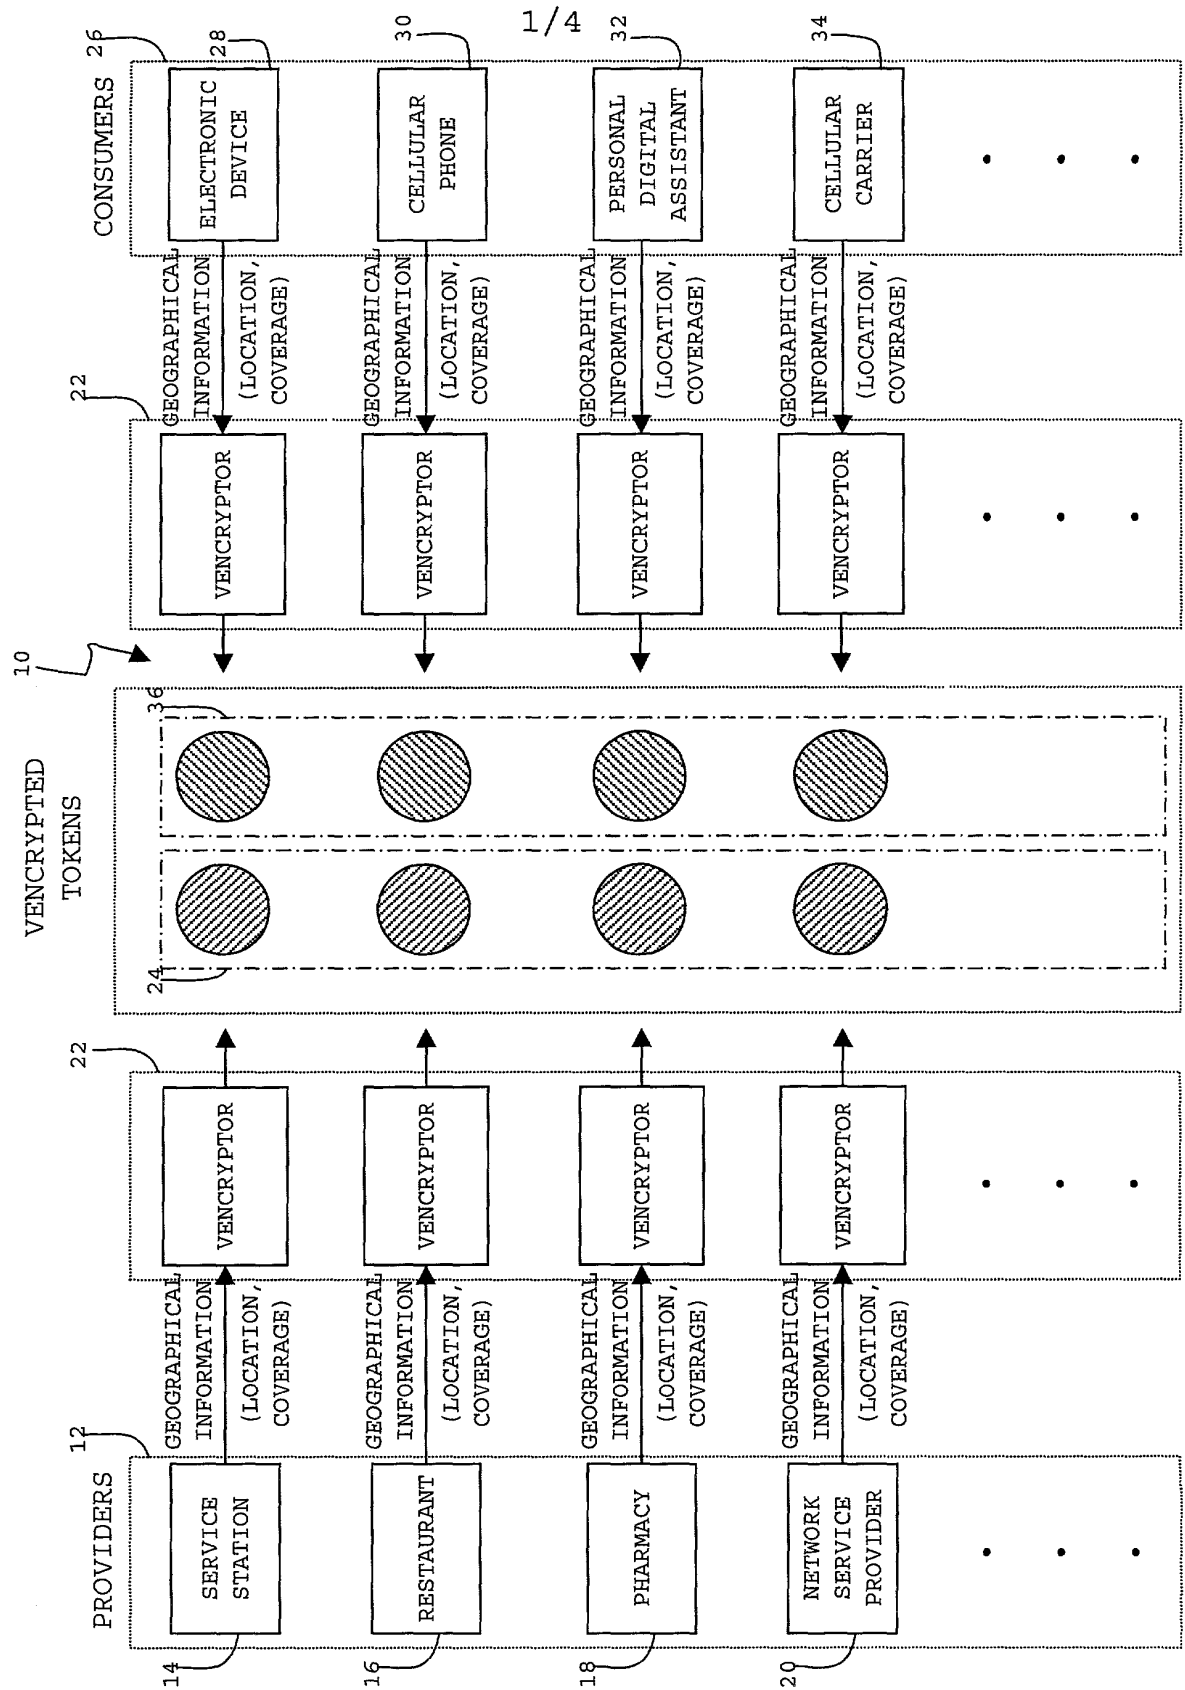 1/4
10
PROVIDERS
12
SERVICE
STATION
14
RESTAURANT
16
PHARMACY
18
NETWORK
SERVICE
PROVIDER
20
GEOGRAPHICAL
INFORMATION
(LOCATION,
COVERAGE)
GEOGRAPHICAL
INFORMATION
(LOCATION,
COVERAGE)
GEOGRAPHICAL
INFORMATION
(LOCATION,
COVERAGE)
GEOGRAPHICAL
INFORMATION
(LOCATION,
COVERAGE)
22
VENCRYPTOR
VENCRYPTOR
VENCRYPTOR
VENCRYPTOR
VENCRYPTED
TOKENS
24
36
22
VENCRYPTOR
VENCRYPTOR
VENCRYPTOR
VENCRYPTOR
GEOGRAPHICAL
INFORMATION
(LOCATION,
COVERAGE)
GEOGRAPHICAL
INFORMATION
(LOCATION,
COVERAGE)
GEOGRAPHICAL
INFORMATION
(LOCATION,
COVERAGE)
GEOGRAPHICAL
INFORMATION
(LOCATION,
COVERAGE)
CONSUMERS
26
ELECTRONIC
DEVICE
28
CELLULAR
PHONE
30
PERSONAL
DIGITAL
ASSISTANT
32
CELLULAR
CARRIER
34